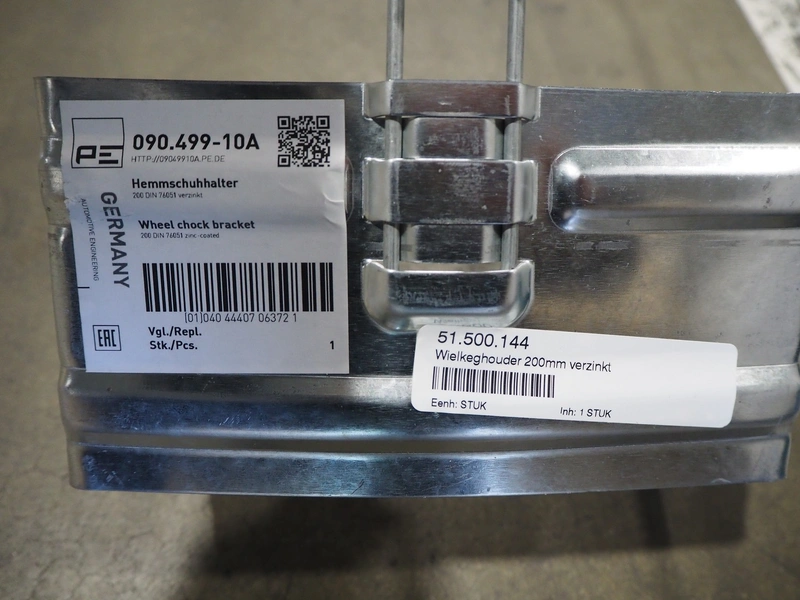 PE
090.499-10A
HTTP://09049910A.PE.DE
Hemmschuhhalter
200 DIN 76051 verzinkt
Wheel chock bracket
200 DIN 76051 zinc-coated
GERMANY
AUTOMOTIVE ENGINEERING
(01)040 44407 06372 1
EAC
Vgl./Repl.
Stk./Pcs. 1
51.500.144
Wielkeghouder 200mm verzinkt
Eenh: STUK Inh: 1 STUK